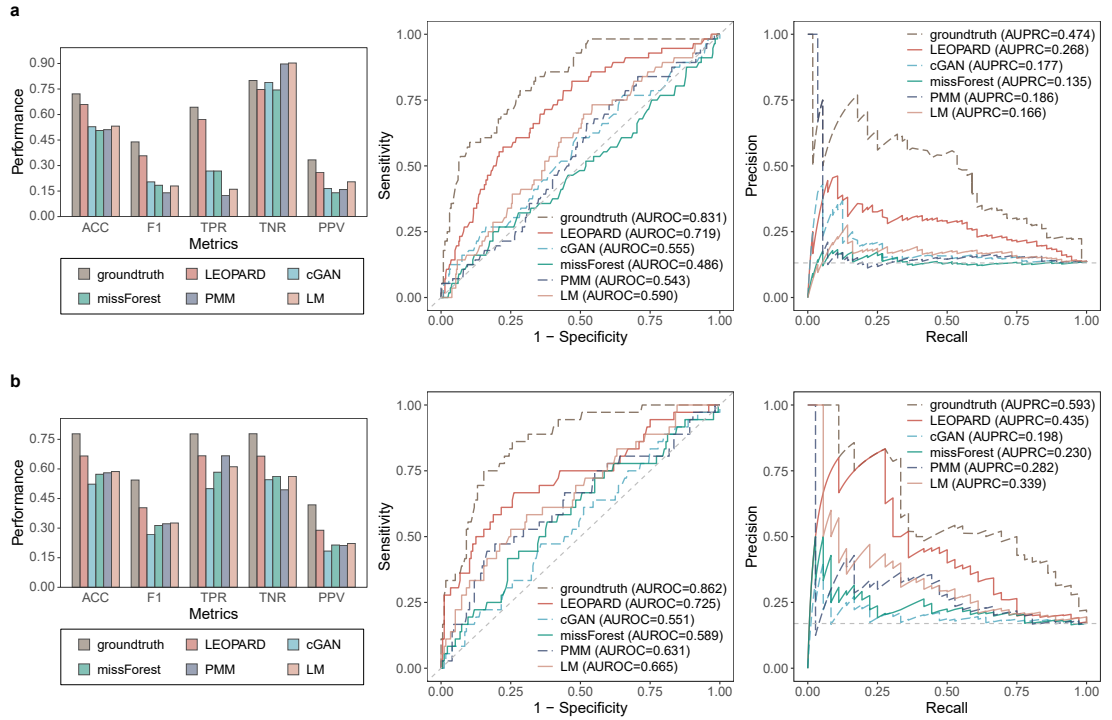 a
0.90
0.75
0.60
0.45
0.30
0.15
0.00
Performance
ACC F1 TPR TNR PPV
Metrics
groundtruth LEOPARD cGAN
missForest PMM LM
1.00
0.75
0.50
0.25
0.00
Sensitivity
groundtruth (AUROC=0.831)
LEOPARD (AUROC=0.719)
cGAN (AUROC=0.555)
missForest (AUROC=0.486)
PMM (AUROC=0.543)
LM (AUROC=0.590)
0.00 0.25 0.50 0.75 1.00
1 − Specificity
1.00
0.75
0.50
0.25
0.00
Precision
groundtruth (AUPRC=0.474)
LEOPARD (AUPRC=0.268)
cGAN (AUPRC=0.177)
missForest (AUPRC=0.135)
PMM (AUPRC=0.186)
LM (AUPRC=0.166)
0.00 0.25 0.50 0.75 1.00
Recall
b
0.75
0.60
0.45
0.30
0.15
0.00
Performance
ACC F1 TPR TNR PPV
Metrics
groundtruth LEOPARD cGAN
missForest PMM LM
1.00
0.75
0.50
0.25
0.00
Sensitivity
groundtruth (AUROC=0.862)
LEOPARD (AUROC=0.725)
cGAN (AUROC=0.551)
missForest (AUROC=0.589)
PMM (AUROC=0.631)
LM (AUROC=0.665)
0.00 0.25 0.50 0.75 1.00
1 − Specificity
1.00
0.75
0.50
0.25
0.00
Precision
groundtruth (AUPRC=0.593)
LEOPARD (AUPRC=0.435)
cGAN (AUPRC=0.198)
missForest (AUPRC=0.230)
PMM (AUPRC=0.282)
LM (AUPRC=0.339)
0.00 0.25 0.50 0.75 1.00
Recall